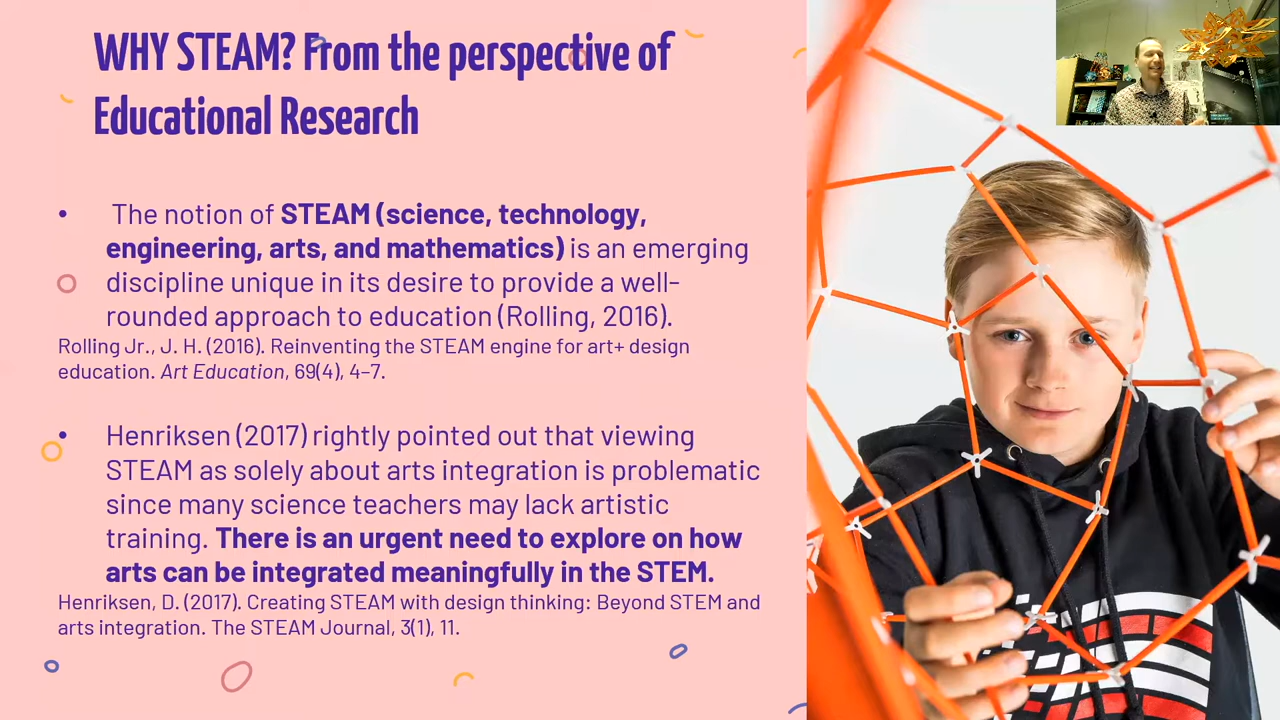 WHY STEAM? From the perspective of
Educational Research
• The notion of STEAM (science, technology,
engineering, arts, and mathematics) is an emerging
discipline unique in its desire to provide a well-
rounded approach to education (Rolling, 2016).
Rolling Jr., J. H. (2016). Reinventing the STEAM engine for art+ design
education. Art Education, 69(4), 4–7.
• Henriksen (2017) rightly pointed out that viewing
STEAM as solely about arts integration is problematic
since many science teachers may lack artistic
training. There is an urgent need to explore on how
arts can be integrated meaningfully in the STEM.
Henriksen, D. (2017). Creating STEAM with design thinking: Beyond STEM and
arts integration. The STEAM Journal, 3(1), 11.